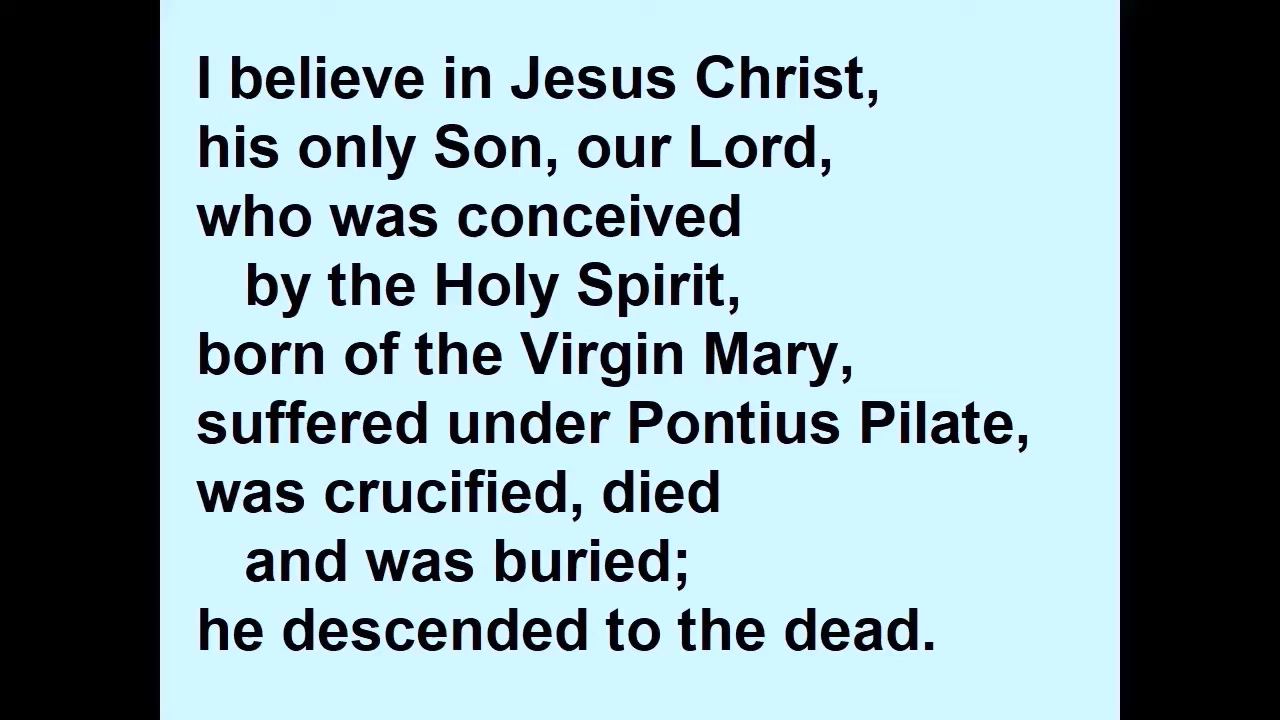 I believe in Jesus Christ,
his only Son, our Lord,
who was conceived
by the Holy Spirit,
born of the Virgin Mary,
suffered under Pontius Pilate,
was crucified, died
and was buried;
he descended to the dead.